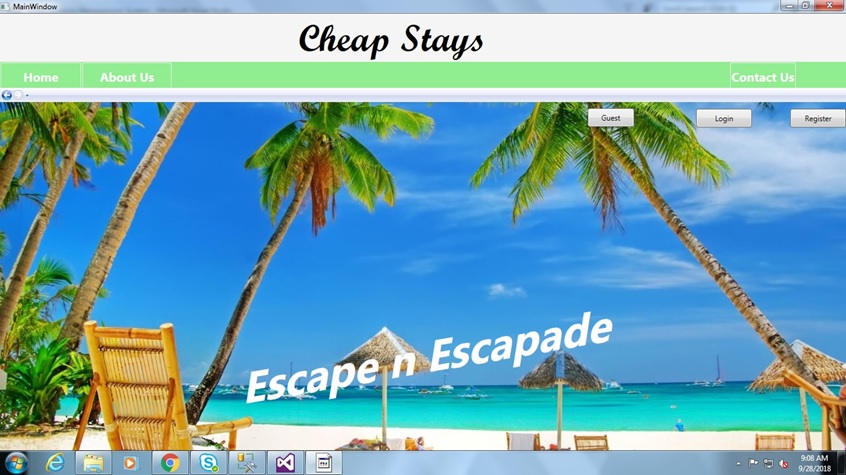 MainWindow
Cheap Stays
Home About Us Contact Us
Guest Login Register
Escape n Escapade
9:08 AM
9/28/2018